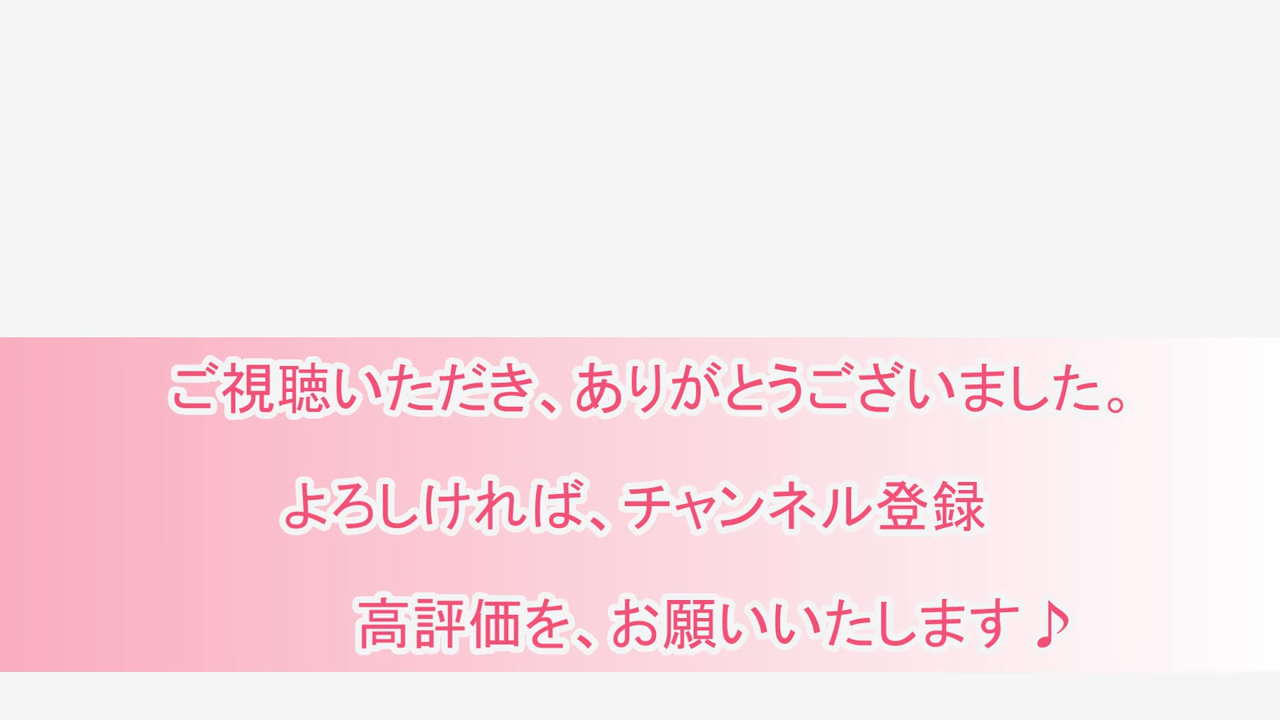 ご視聴いただき、ありがとうございました。
よろしければ、チャンネル登録
高評価を、お願いいたします♪